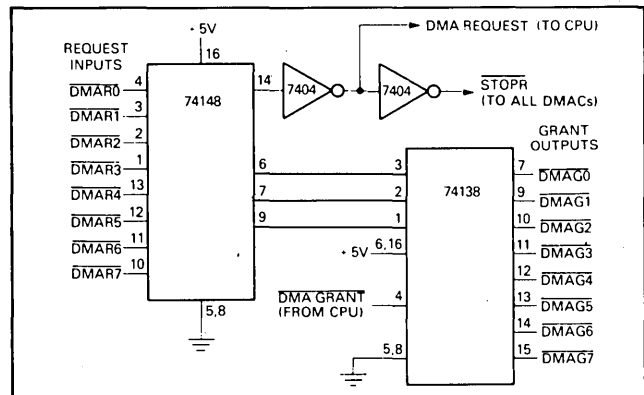 + 5V
REQUEST
INPUTS
16
DMA REQUEST (TO CPU)
14
7404
7404
STOPR
(TO ALL DMACs)
4
DMAR0
3
DMAR1
2
DMAR2
1
DMAR3
13
DMAR4
12
DMAR5
11
DMAR6
10
DMAR7
74148
5,8
6
7
9
3
2
1
74138
+ 5V
6,16
DMA GRANT
(FROM CPU)
4
5,8
GRANT
OUTPUTS
7
DMAG0
9
DMAG1
10
DMAG2
11
DMAG3
12
DMAG4
13
DMAG5
14
DMAG6
15
DMAG7